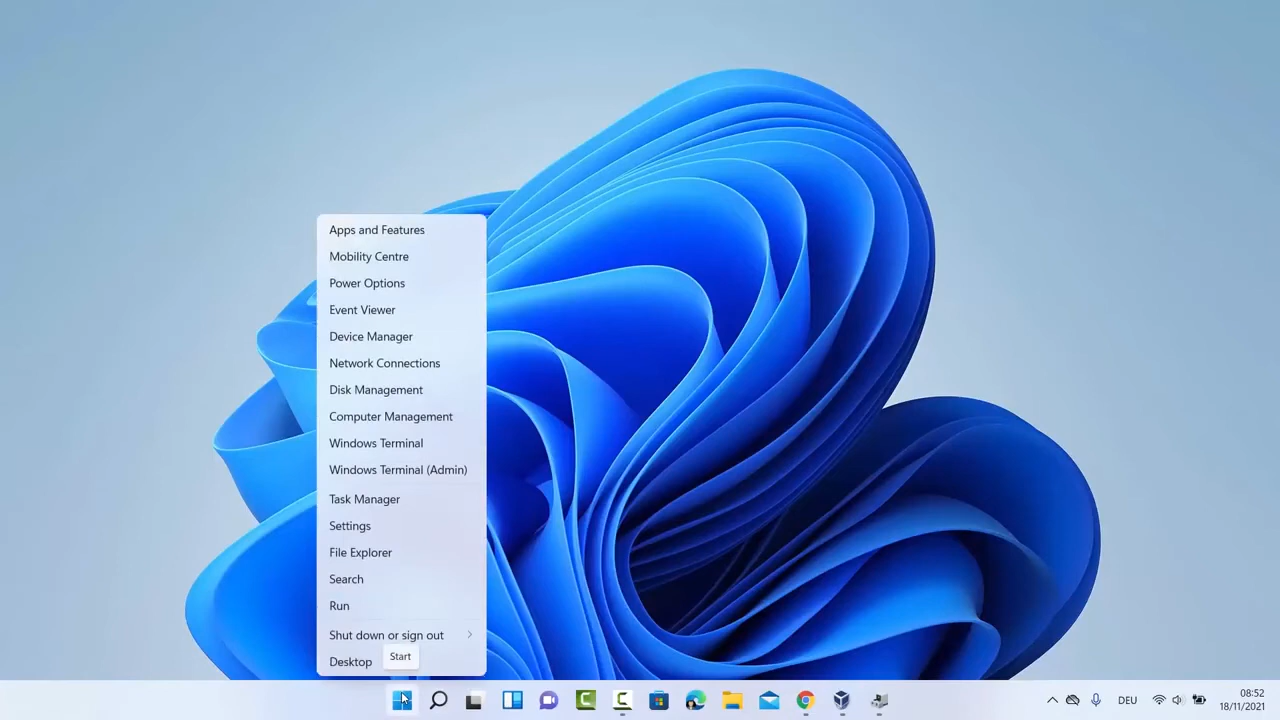 Apps and Features
Mobility Centre
Power Options
Event Viewer
Device Manager
Network Connections
Disk Management
Computer Management
Windows Terminal
Windows Terminal (Admin)
Task Manager
Settings
File Explorer
Search
Run
Shut down or sign out
Desktop
Start
DEU
08:52
18/11/2021